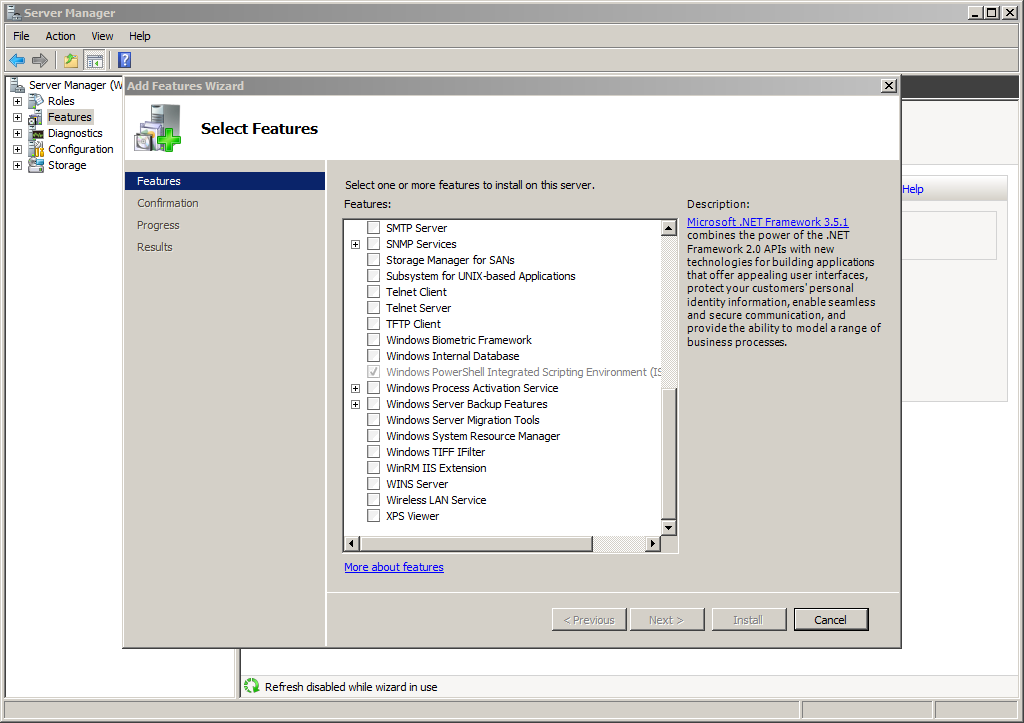 Server Manager
File Action View Help
Server Manager (W
Roles
Features
Diagnostics
Configuration
Storage
Add Features Wizard
Select Features
Features
Confirmation
Progress
Results
Select one or more features to install on this server.
Features:
SMTP Server
SNMP Services
Storage Manager for SANs
Subsystem for UNIX-based Applications
Telnet Client
Telnet Server
TFTP Client
Windows Biometric Framework
Windows Internal Database
Windows PowerShell Integrated Scripting Environment (IS
Windows Process Activation Service
Windows Server Backup Features
Windows Server Migration Tools
Windows System Resource Manager
Windows TIFF IFilter
WinRM IIS Extension
WINS Server
Wireless LAN Service
XPS Viewer
More about features
Description:
Microsoft .NET Framework 3.5.1
combines the power of the .NET
Framework 2.0 APIs with new
technologies for building applications
that offer appealing user interfaces,
protect your customers' personal
identity information, enable seamless
and secure communication, and
provide the ability to model a range of
business processes.
Help
< Previous Next > Install Cancel
Refresh disabled while wizard in use